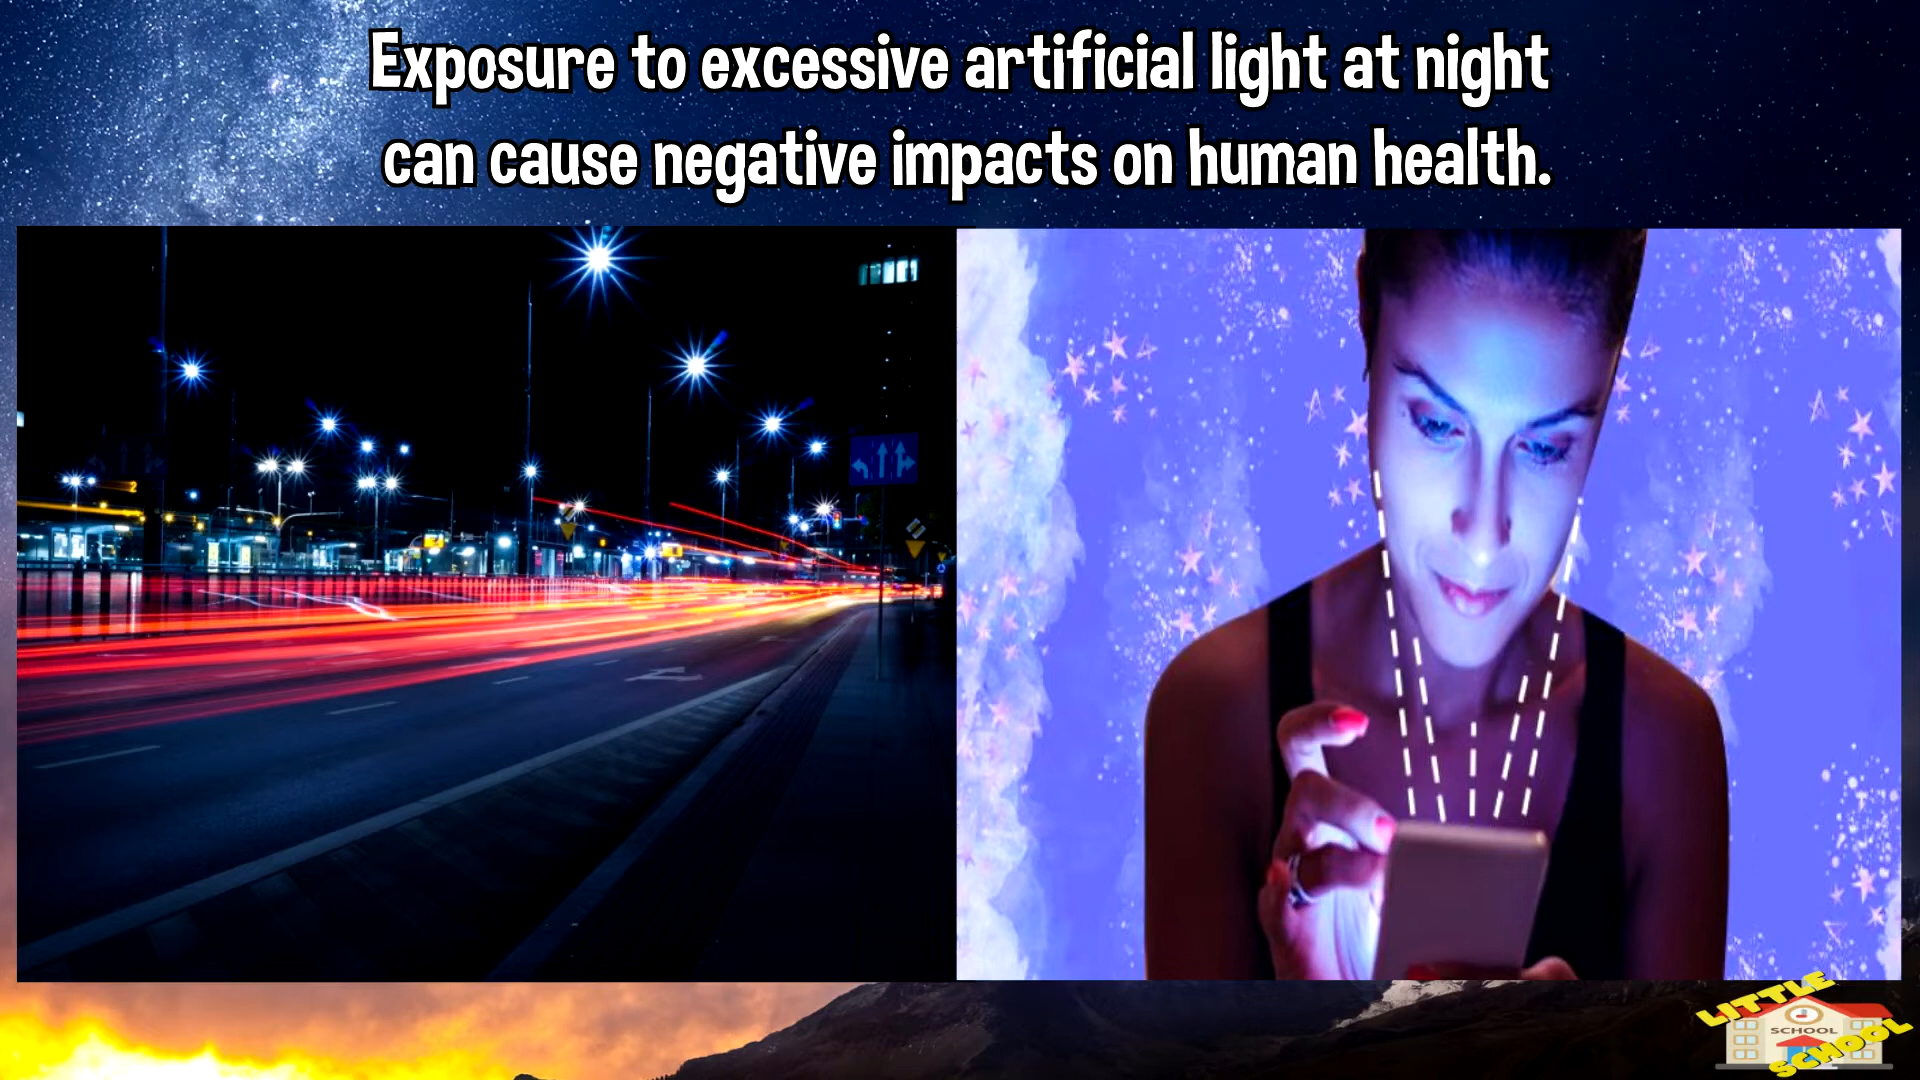 Exposure to excessive artificial light at night
can cause negative impacts on human health.
LITTLE
SCHOOL
SCHOOL